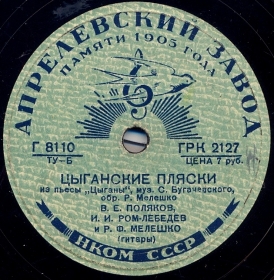 АПРЕЛЕВСКИЙ ЗАВОД
ПАМЯТИ 1905 ГОДА
Г 8110 ГРК 2127
ТУ-Б ЦЕНА 7 руб.
ЦЫГАНСКИЕ ПЛЯСКИ
из пьесы „Цыганы", муз. С. Бугачевского,
обр. Р. Мелешко
В. Е. ПОЛЯКОВ,
И. И. РОМ-ЛЕБЕДЕВ
и Р. Ф. МЕЛЕШКО
(гитары)
НКОМ СССР